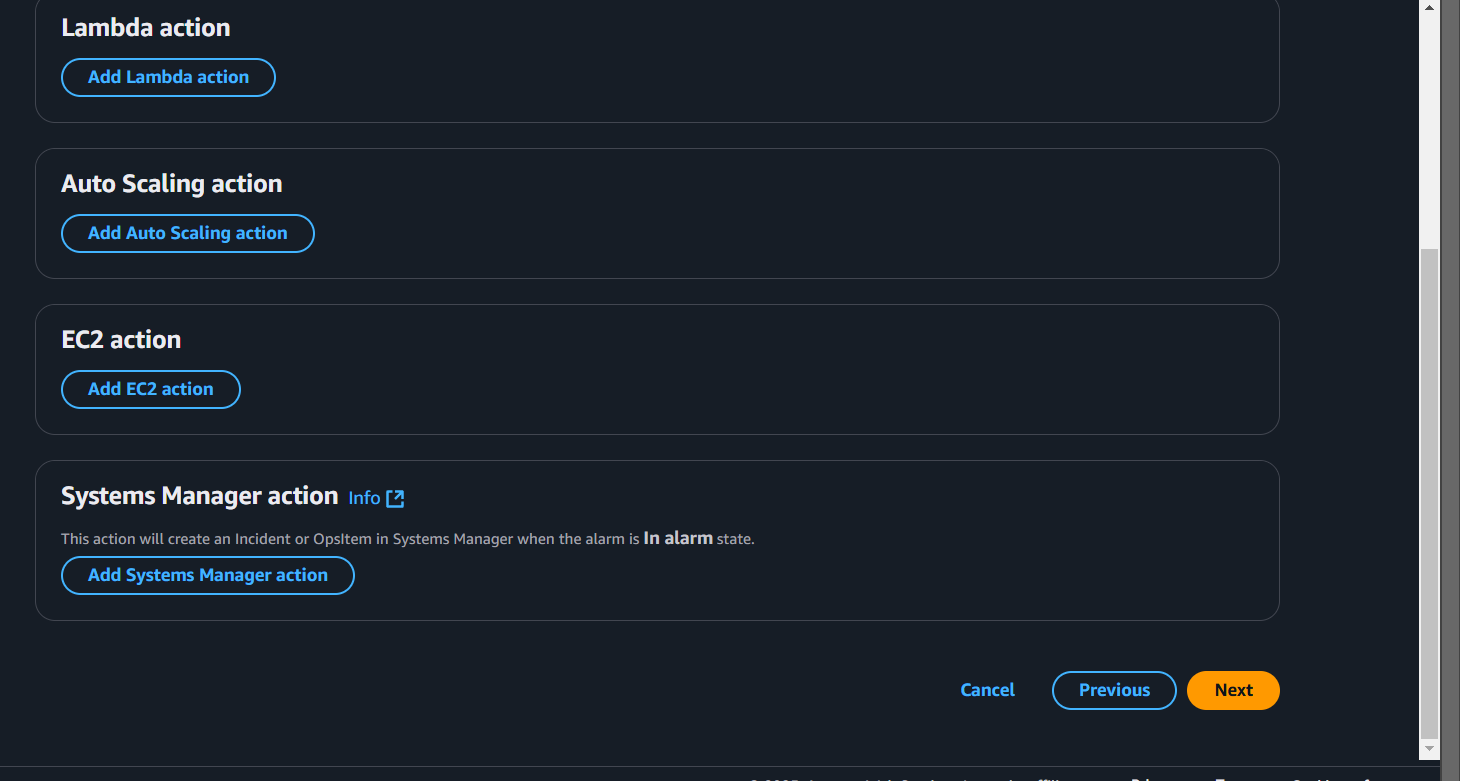 Lambda action
Add Lambda action
Auto Scaling action
Add Auto Scaling action
EC2 action
Add EC2 action
Systems Manager action Info
This action will create an Incident or OpsItem in Systems Manager when the alarm is In alarm state.
Add Systems Manager action
Cancel Previous Next